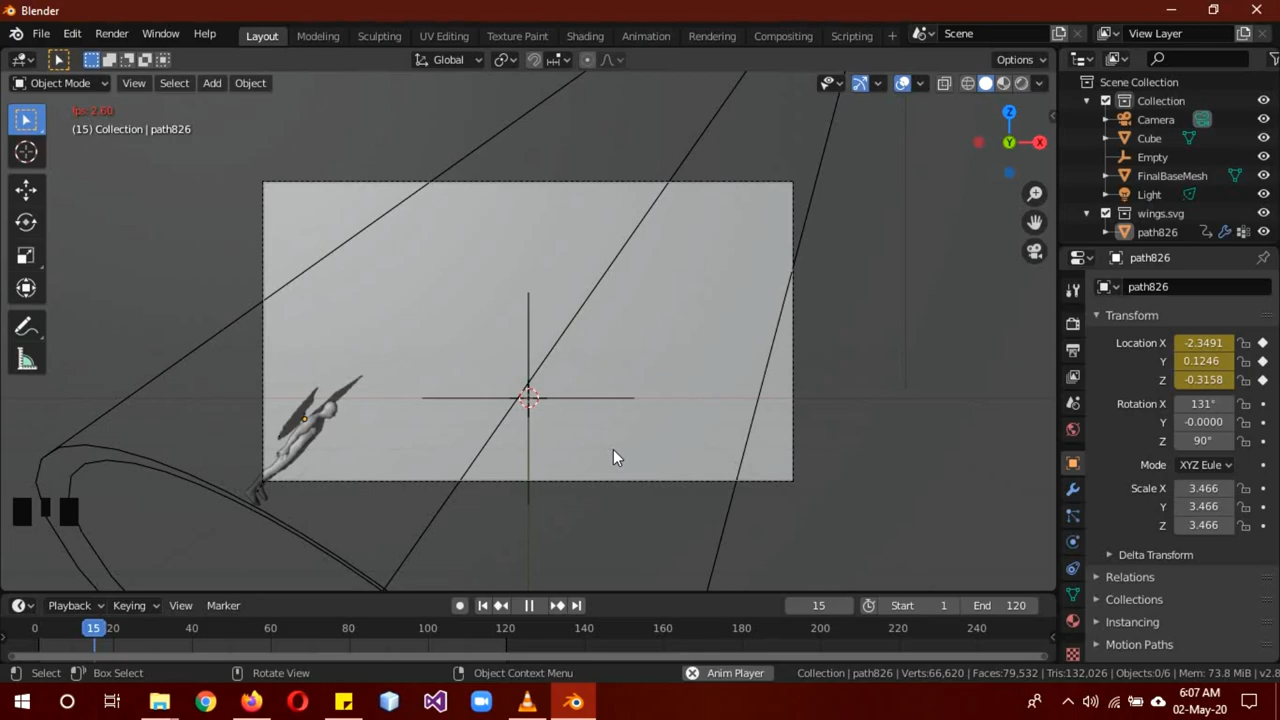 Blender
File Edit Render Window Help Layout Modeling Sculpting UV Editing Texture Paint Shading Animation Rendering Compositing Scripting + Scene View Layer
Global Options
Object Mode View Select Add Object
fps: 2.60
(15) Collection | path826
Z
Y
X
Scene Collection
Collection
Camera
Cube
Empty
FinalBaseMesh
Light
wings.svg
path826
path826
path826
Transform
Location X -2.3491
Y 0.1246
Z -0.3158
Rotation X 131°
Y -0.0000
Z 90°
Mode XYZ Eule
Scale X 3.466
Y 3.466
Z 3.466
Delta Transform
Relations
Collections
Instancing
Motion Paths
Playback Keying View Marker 15 Start 1 End 120
0 15 20 40 60 80 100 120 140 160 180 200 220 240
Select Box Select Rotate View Object Context Menu Anim Player Collection | path826 | Verts:66,620 | Faces:79,532 | Tris:132,026 | Objects:0/6 | Mem: 73.8 MiB | v2.8
6:07 AM
02-May-20